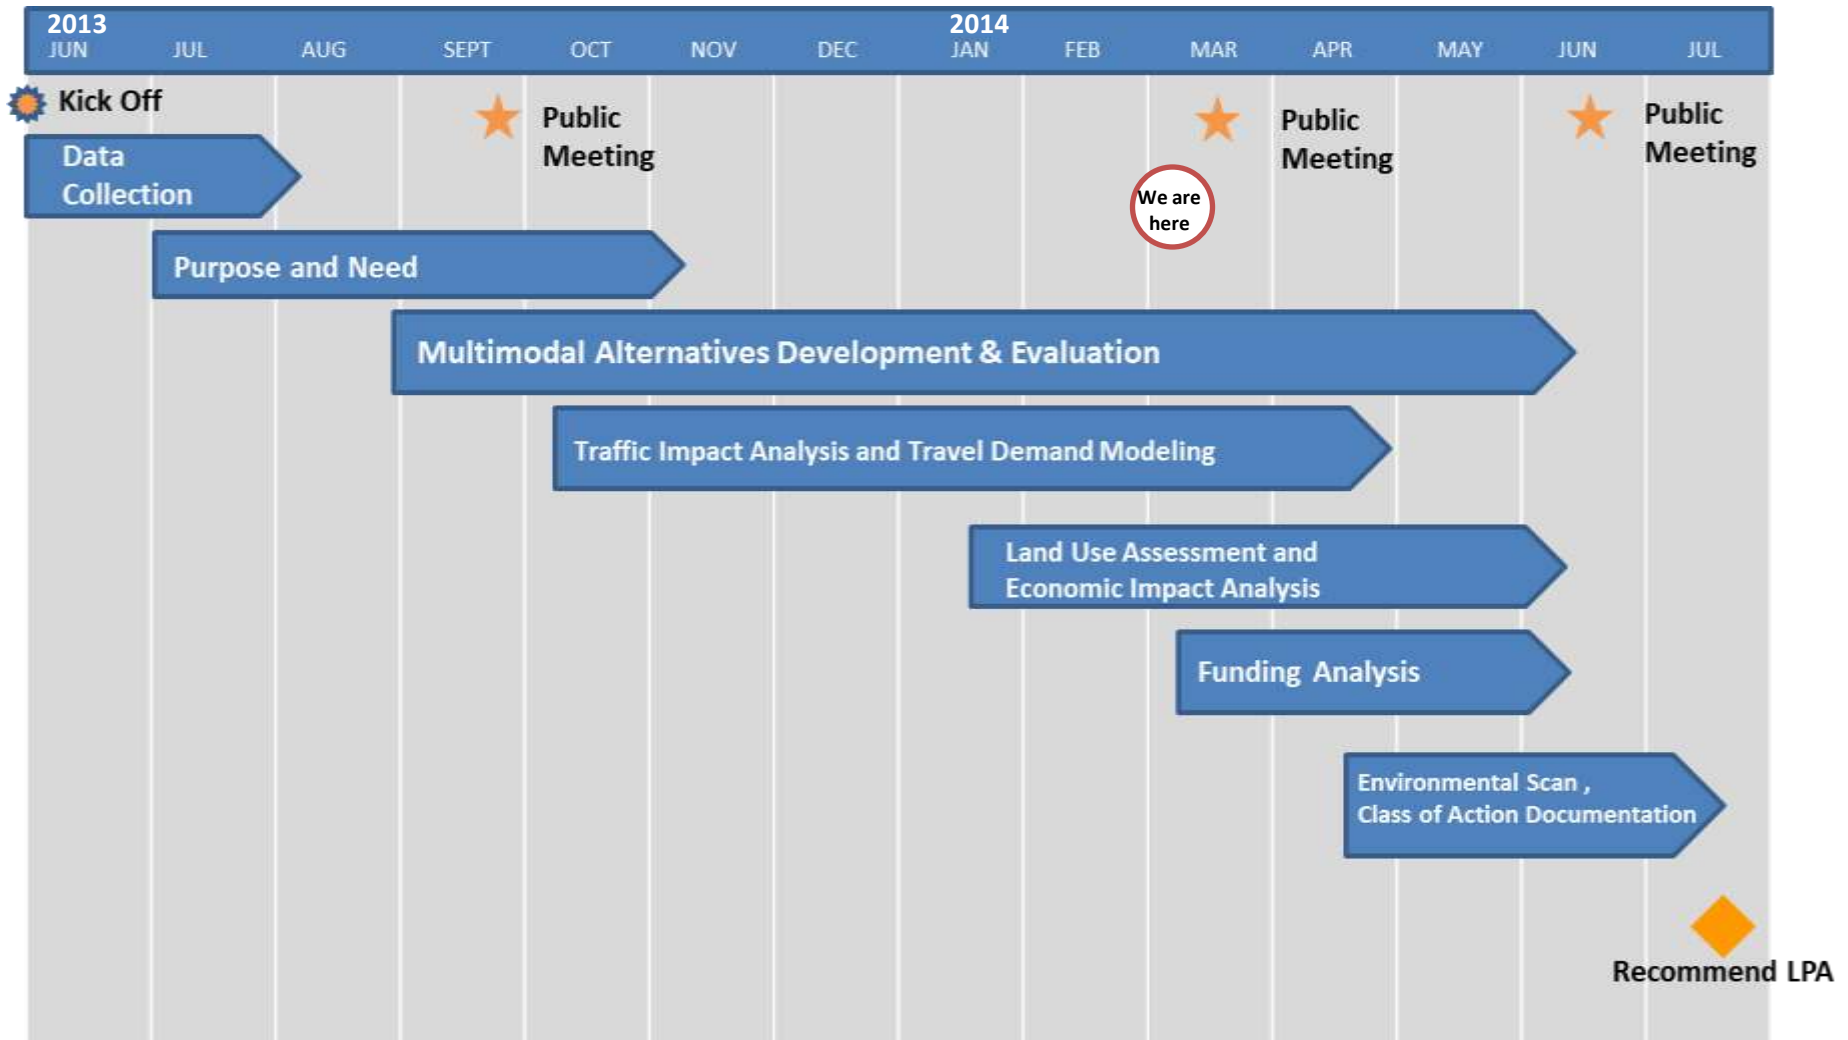 2013
2014
JUN JUL AUG SEPT OCT NOV DEC JAN FEB MAR APR MAY JUN JUL
Kick Off
Public
Meeting
Public
Meeting
Public
Meeting
Data
Collection
We are
here
Purpose and Need
Multimodal Alternatives Development & Evaluation
Traffic Impact Analysis and Travel Demand Modeling
Land Use Assessment and
Economic Impact Analysis
Funding Analysis
Environmental Scan ,
Class of Action Documentation
Recommend LPA